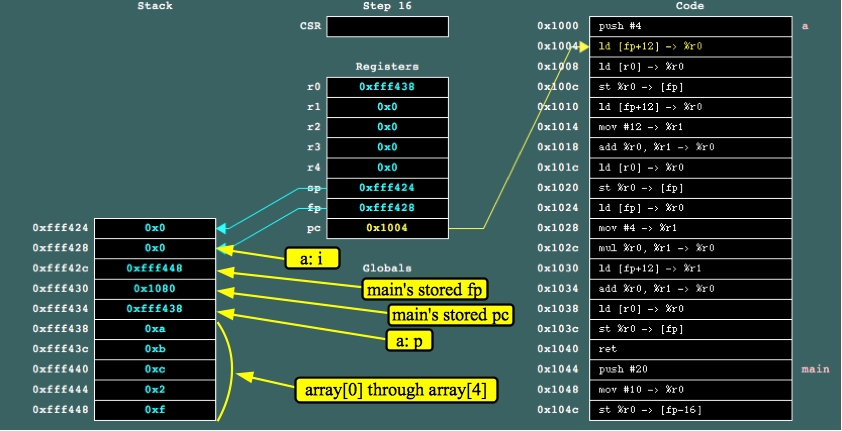 Stack
Step 16
Code
CSR
Registers
r0 0xfff438
r1 0x0
r2 0x0
r3 0x0
r4 0x0
sp 0xfff424
fp 0xfff428
pc 0x1004
Globals
0xfff424 0x0
0xfff428 0x0
0xfff42c 0xfff448
0xfff430 0x1080
0xfff434 0xfff438
0xfff438 0xa
0xfff43c 0xb
0xfff440 0xc
0xfff444 0x2
0xfff448 0xf
a: i
main's stored fp
main's stored pc
a: p
array[0] through array[4]
0x1000 push #4 a
0x1004 ld [fp+12] -> %r0
0x1008 ld [r0] -> %r0
0x100c st %r0 -> [fp]
0x1010 ld [fp+12] -> %r0
0x1014 mov #12 -> %r1
0x1018 add %r0, %r1 -> %r0
0x101c ld [r0] -> %r0
0x1020 st %r0 -> [fp]
0x1024 ld [fp] -> %r0
0x1028 mov #4 -> %r1
0x102c mul %r0, %r1 -> %r0
0x1030 ld [fp+12] -> %r1
0x1034 add %r0, %r1 -> %r0
0x1038 ld [r0] -> %r0
0x103c st %r0 -> [fp]
0x1040 ret
0x1044 push #20 main
0x1048 mov #10 -> %r0
0x104c st %r0 -> [fp-16]